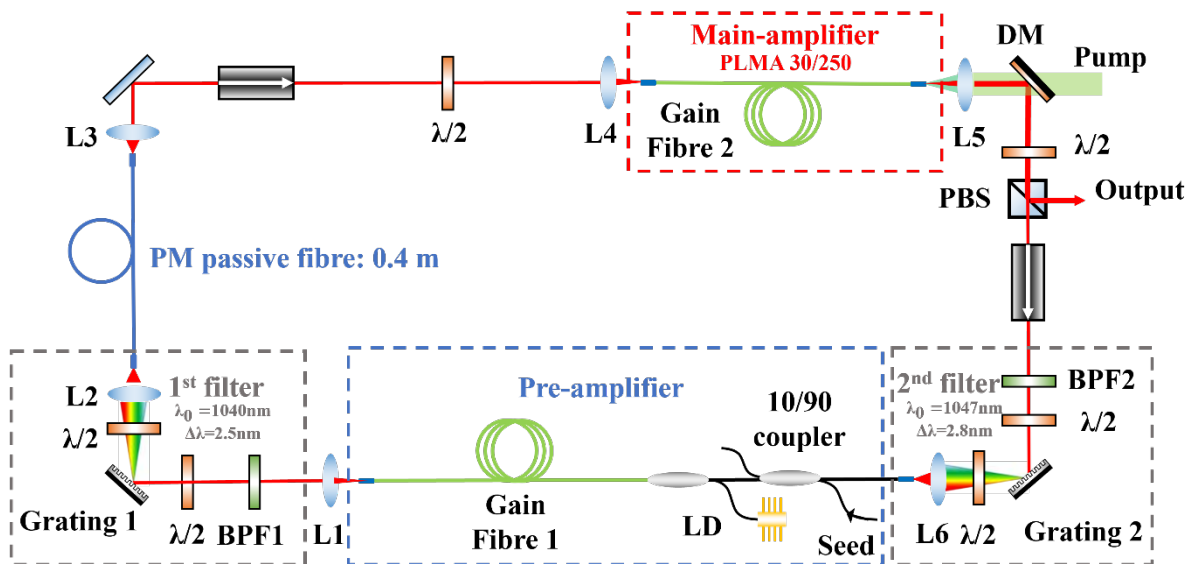 Main-amplifier
PLMA 30/250
DM
Pump
L3
λ/2
L4
Gain
Fibre 2
L5
λ/2
PBS
Output
PM passive fibre: 0.4 m
L2
1st filter
λ0 =1040nm
Δλ=2.5nm
λ/2
Grating 1
λ/2
BPF1
L1
Pre-amplifier
Gain
Fibre 1
10/90
coupler
LD
Seed
2nd filter
λ0 =1047nm
Δλ=2.8nm
BPF2
λ/2
L6
λ/2
Grating 2